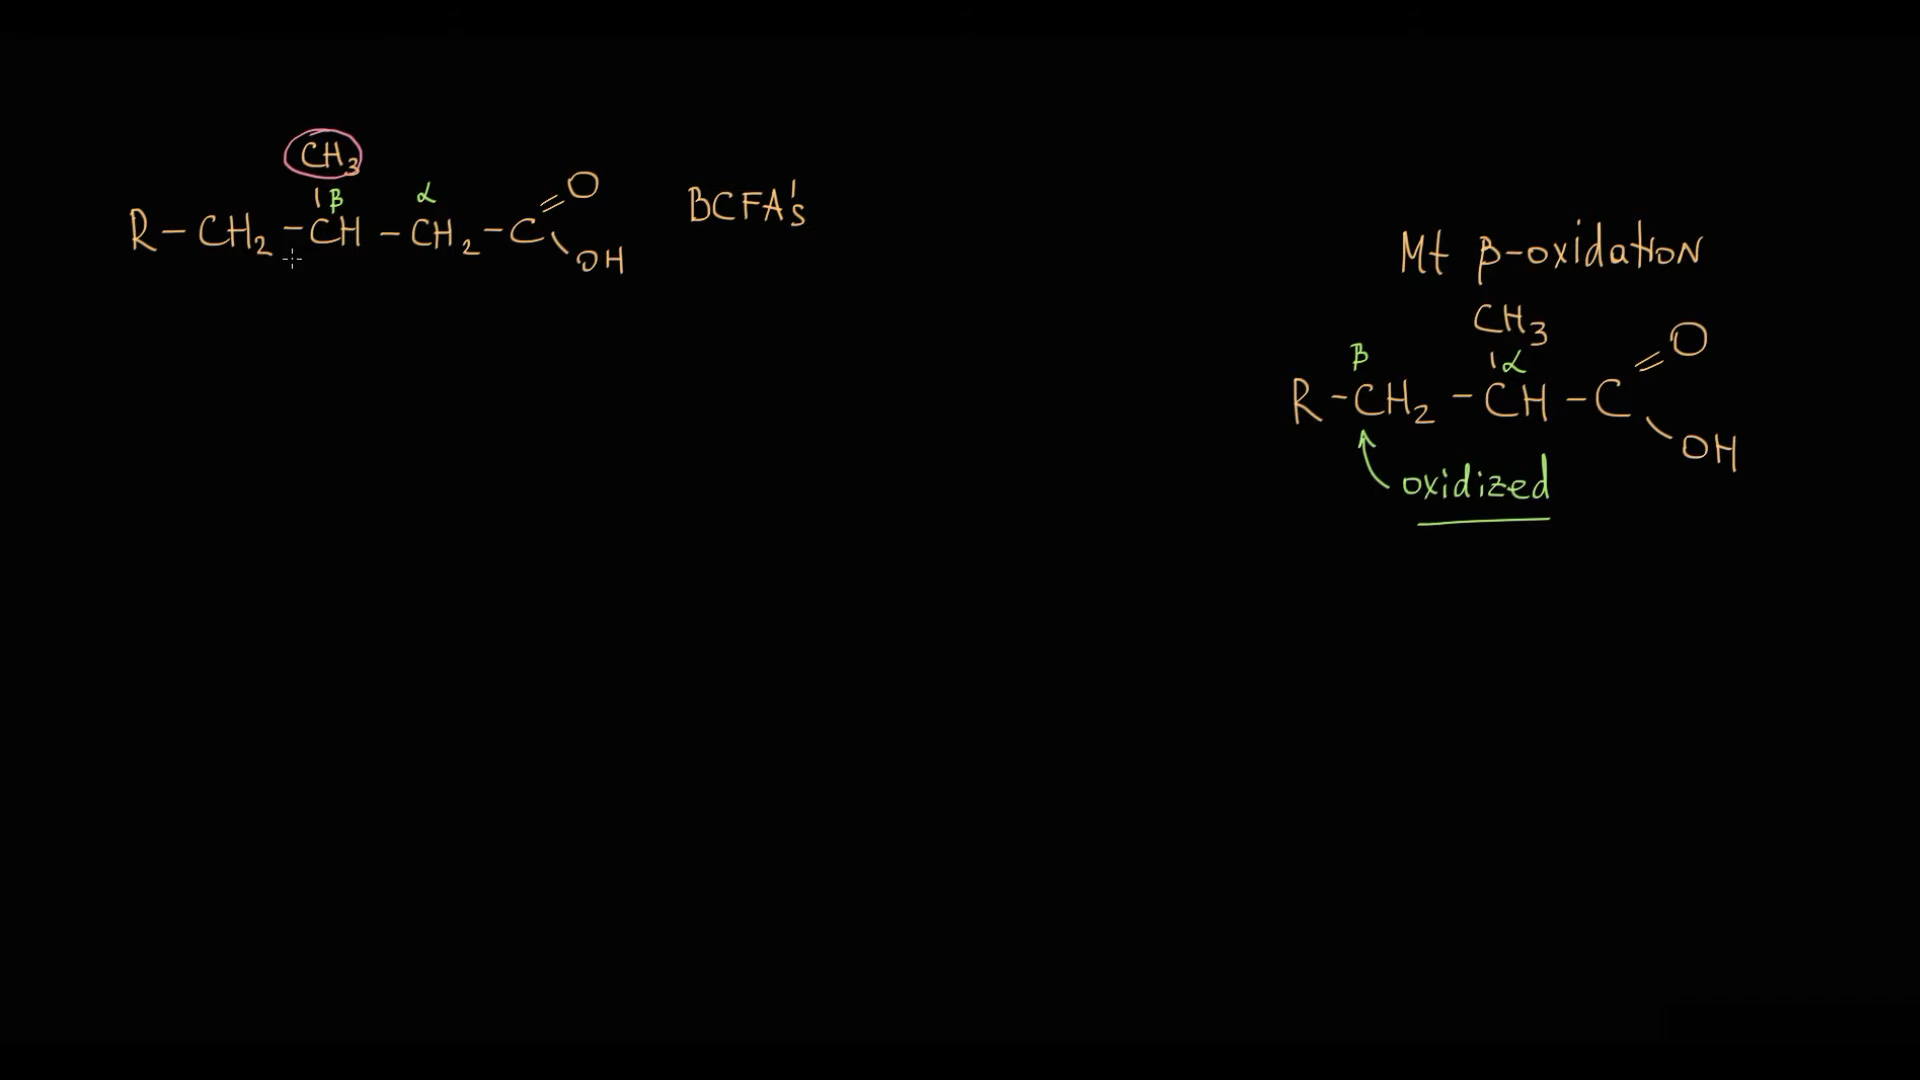 CH₃
β α
R – CH₂ – CH – CH₂ – C = O
OH
BCFA's
Mt β-oxidation
CH₃
β α
R – CH₂ – CH – C = O
OH
oxidized